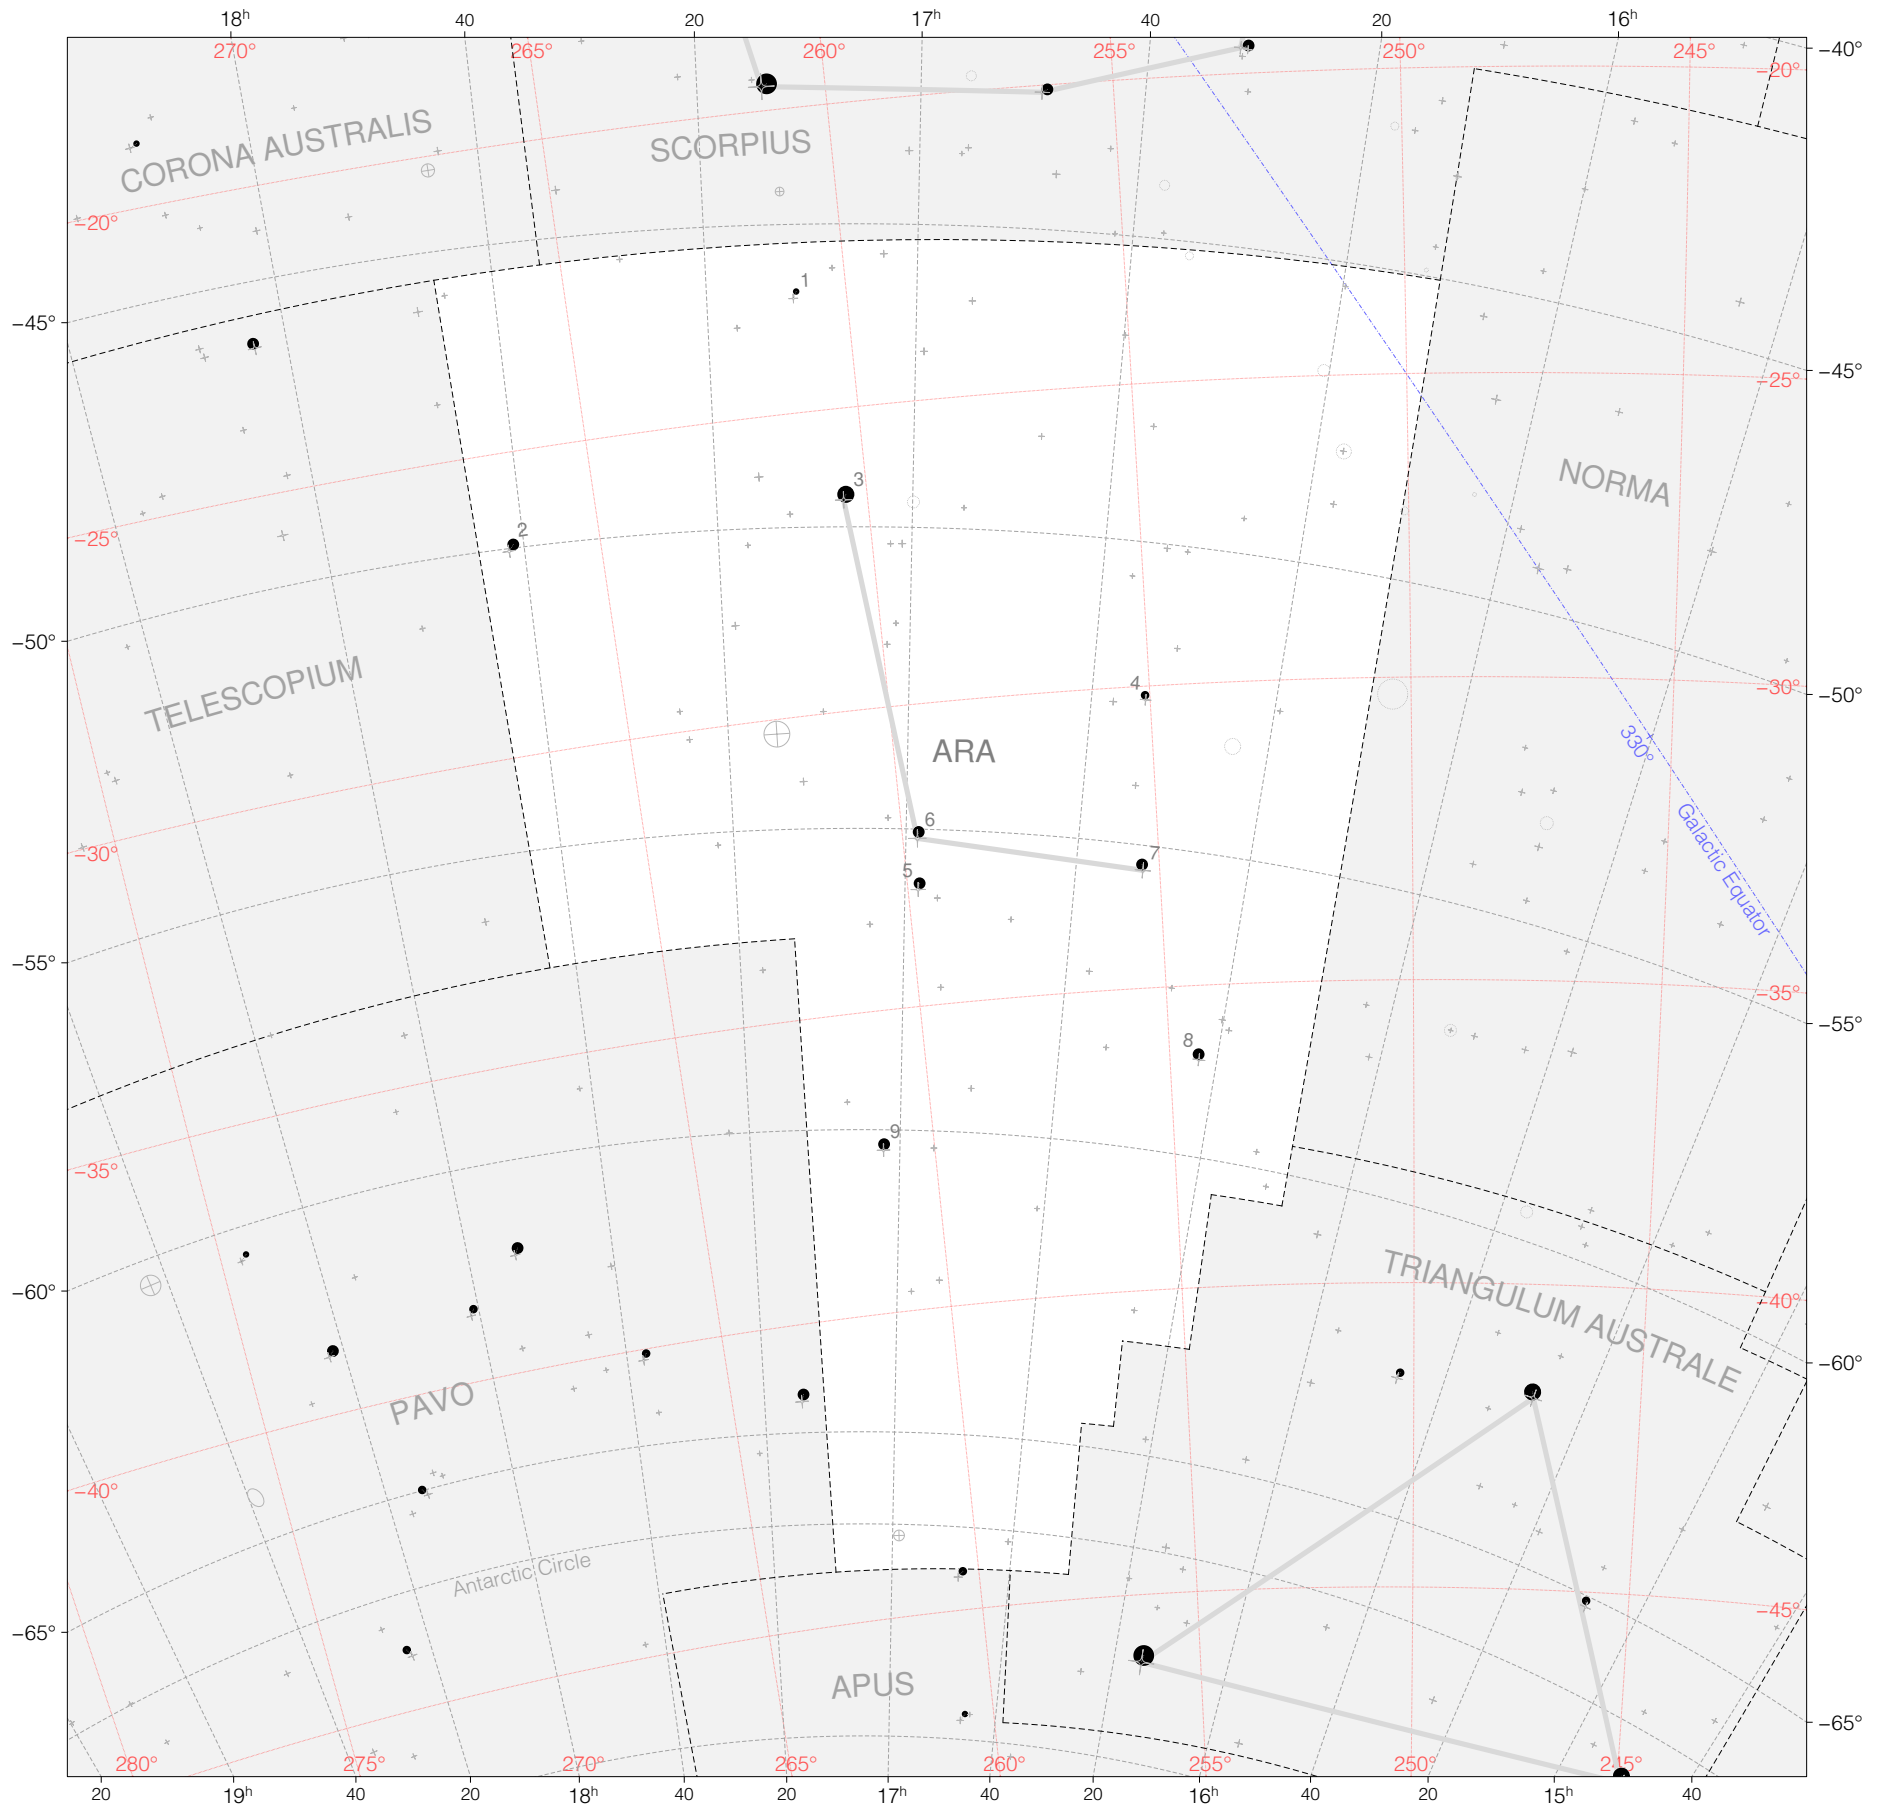 18h 40 20 17h 40 20 16h
270° 265° 260° 255° 250° 245° −40°
−20°
CORONA AUSTRALIS
SCORPIUS
−20°
1
−45°
−45°
−25°
NORMA
3
2
−25°
−50°
TELESCOPIUM
4
−30°
−50°
330°
ARA
Galactic Equator
6
−30°
7
5
−55°
−35°
−55°
8
9
−35°
TRIANGULUM AUSTRALE
−60°
−40°
−60°
PAVO
−40°
Antarctic Circle
−45°
−65°
APUS
−65°
280° 275° 270° 265° 260° 255° 250° 215°
20 19h 40 20 18h 40 20 17h 40 20 16h 40 20 15h 40